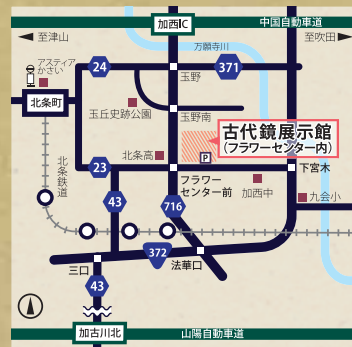 加西IC
中国自動車道
至津山
万願寺川
至吹田
アスティア
かさい
24
371
玉野
北条町
玉丘史跡公園
玉野南
古代鏡展示館
(フラワーセンター内)
P
北条高
23
北条鉄道
フラワー
センター前
下宮木
加西中
九会小
43
716
372
三口
法華口
43
加古川北
山陽自動車道